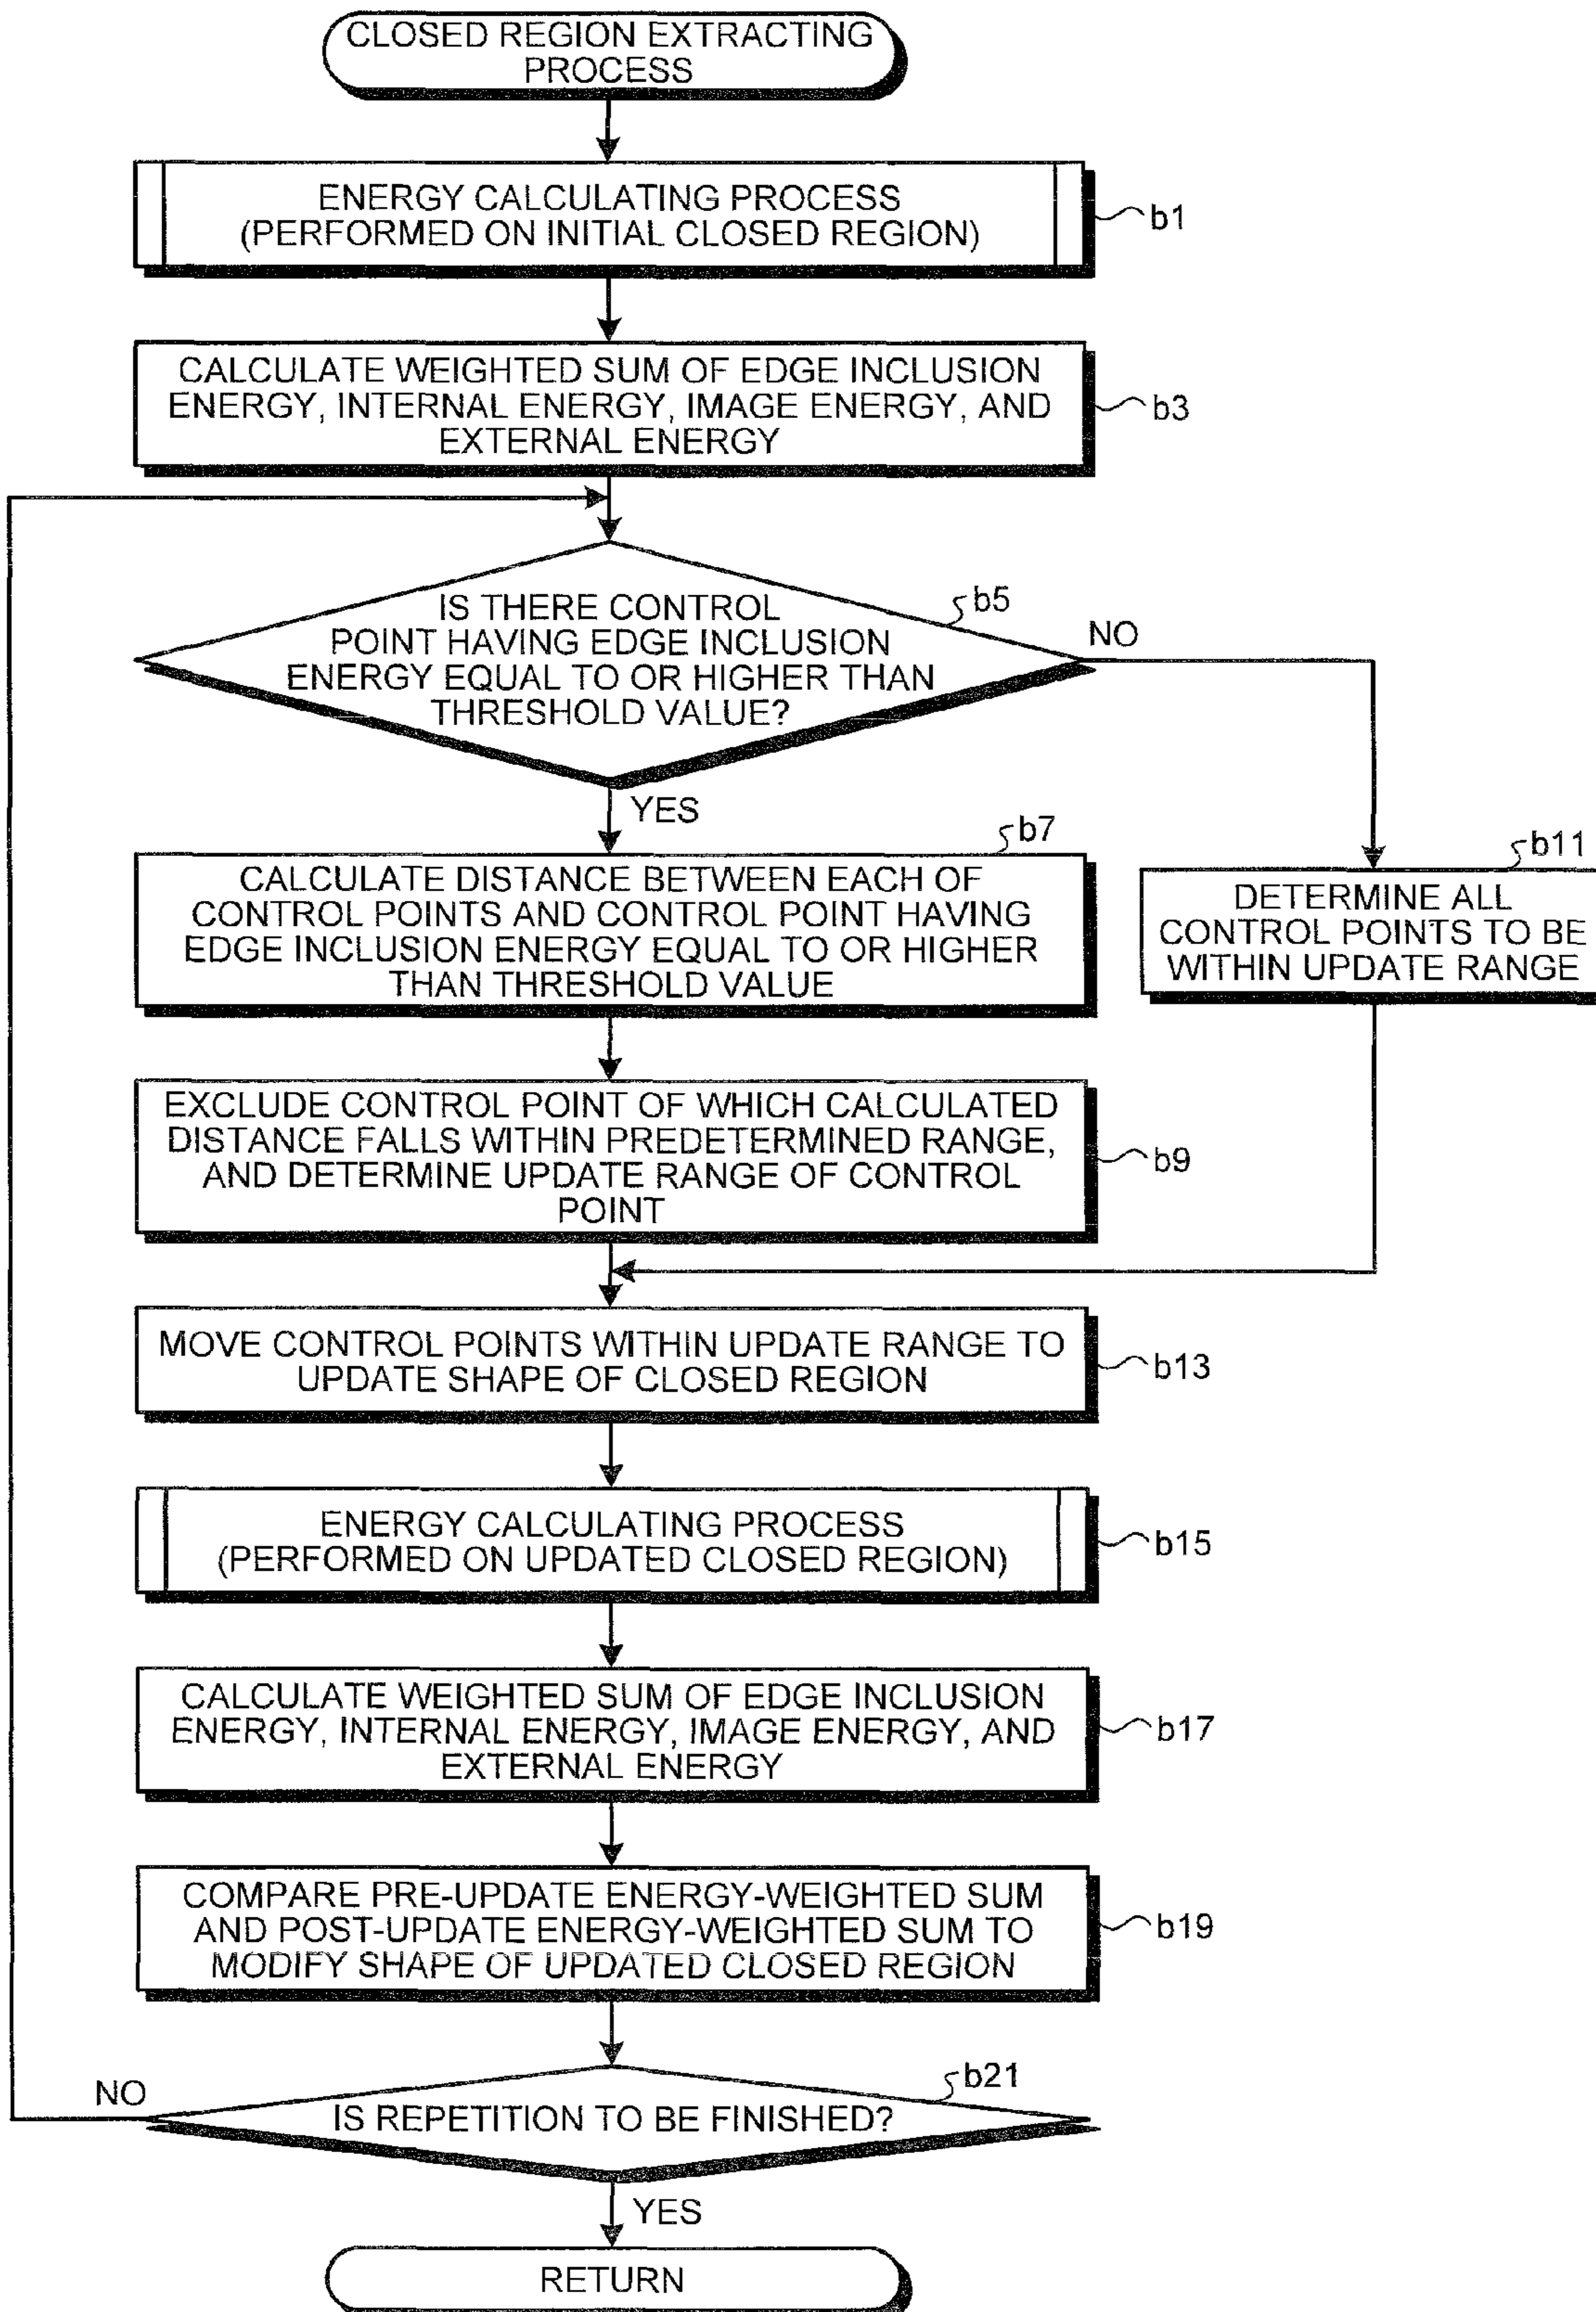 CLOSED REGION EXTRACTING
PROCESS
ENERGY CALCULATING PROCESS
(PERFORMED ON INITIAL CLOSED REGION)
b1
CALCULATE WEIGHTED SUM OF EDGE INCLUSION
ENERGY, INTERNAL ENERGY, IMAGE ENERGY, AND
EXTERNAL ENERGY
b3
IS THERE CONTROL
POINT HAVING EDGE INCLUSION
ENERGY EQUAL TO OR HIGHER THAN
THRESHOLD VALUE?
b5
NO
YES
b7
CALCULATE DISTANCE BETWEEN EACH OF
CONTROL POINTS AND CONTROL POINT HAVING
EDGE INCLUSION ENERGY EQUAL TO OR HIGHER
THAN THRESHOLD VALUE
b11
DETERMINE ALL
CONTROL POINTS TO BE
WITHIN UPDATE RANGE
EXCLUDE CONTROL POINT OF WHICH CALCULATED
DISTANCE FALLS WITHIN PREDETERMINED RANGE,
AND DETERMINE UPDATE RANGE OF CONTROL
POINT
b9
MOVE CONTROL POINTS WITHIN UPDATE RANGE TO
UPDATE SHAPE OF CLOSED REGION
b13
ENERGY CALCULATING PROCESS
(PERFORMED ON UPDATED CLOSED REGION)
b15
CALCULATE WEIGHTED SUM OF EDGE INCLUSION
ENERGY, INTERNAL ENERGY, IMAGE ENERGY, AND
EXTERNAL ENERGY
b17
COMPARE PRE-UPDATE ENERGY-WEIGHTED SUM
AND POST-UPDATE ENERGY-WEIGHTED SUM TO
MODIFY SHAPE OF UPDATED CLOSED REGION
b19
b21
NO
IS REPETITION TO BE FINISHED?
YES
RETURN